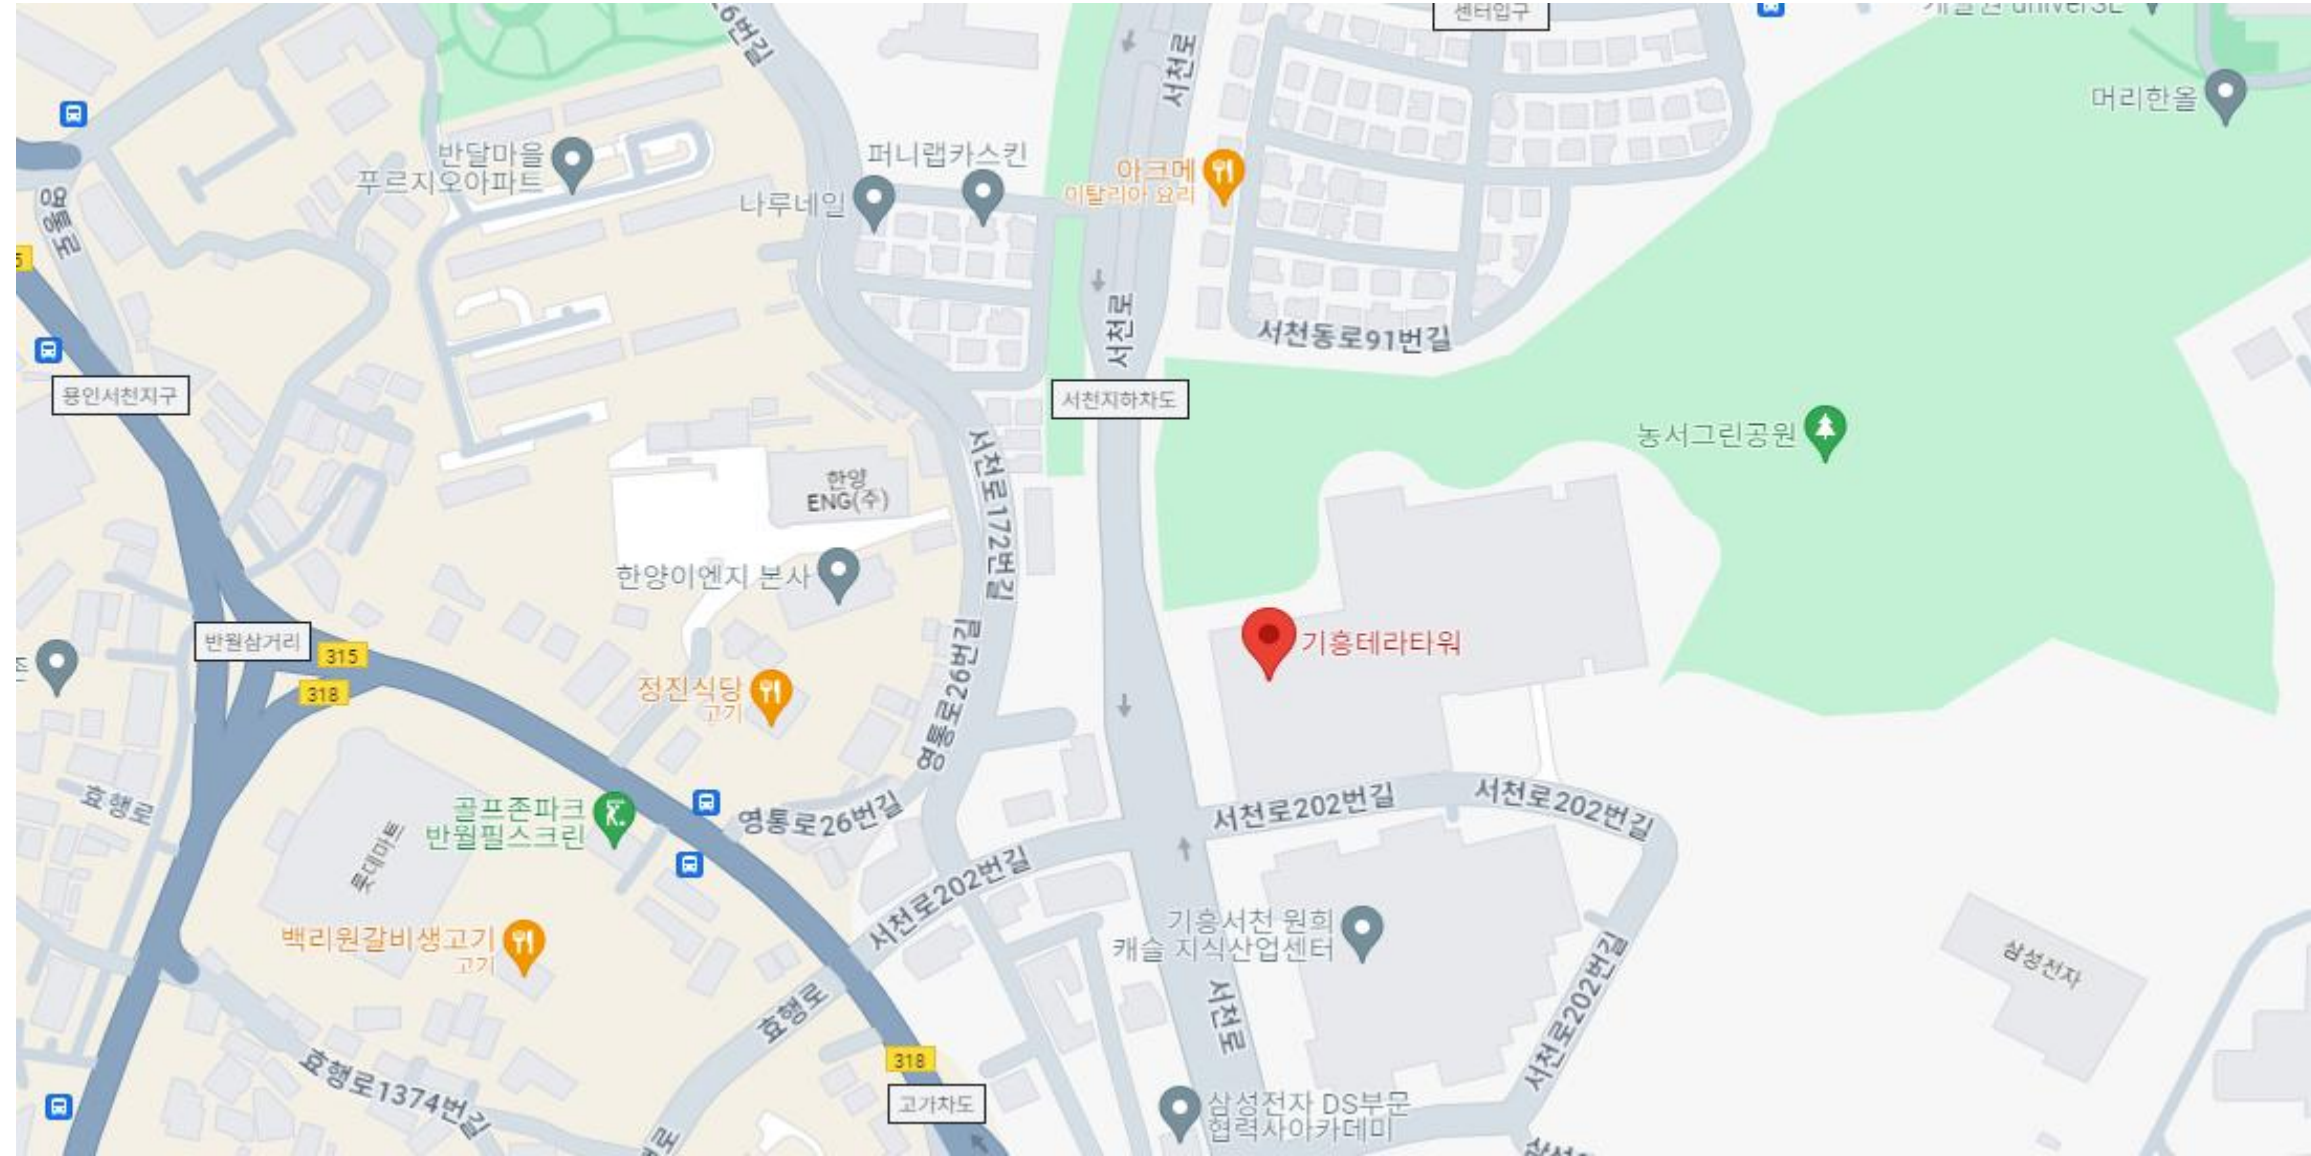 센터입구
26번길
서천로
머리한올
반달마을
푸르지오아파트
퍼니랩카스킨
나루네일
아크메
이탈리아 요리
영통로
서천로
서천동로91번길
용인서천지구
서천지하차도
농서그린공원
서천로172번길
한양
ENG(주)
한양이엔지 본사
반월삼거리
315
318
기흥테라타워
정진식당
고기
영통로26번길
효행로
골프존파크
반월필스크린
영통로26번길
서천로202번길
서천로202번길
롯데마트
서천로202번길
백리원갈비생고기
고기
기흥서천 원희
캐슬 지식산업센터
삼성전자
서천로202번길
효행로
서천로
318
효행로1374번길
고가차도
삼성전자 DS부문
협력사아카데미